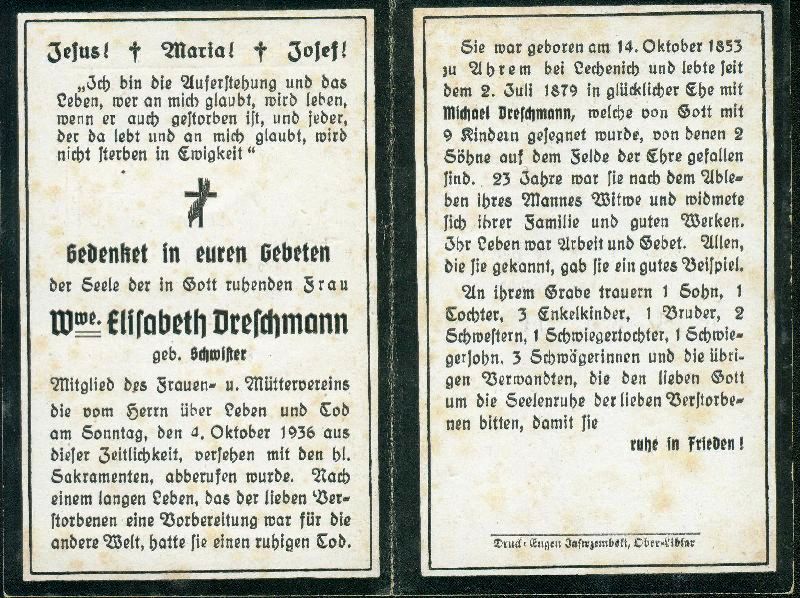 Jesus! † Maria! † Josef!
„Ich bin die Auferstehung und das
Leben, wer an mich glaubt, wird leben,
wenn er auch gestorben ist, und jeder,
der da lebt und an mich glaubt, wird
nicht sterben in Ewigkeit“
Gedenket in euren Gebeten
der Seele der in Gott ruhenden Frau
Wwe. Elisabeth Dreschmann
geb. Schwister
Mitglied des Frauen- u. Müttervereins
die vom Herrn über Leben und Tod
am Sonntag, den 4. Oktober 1936 aus
dieser Zeitlichkeit, versehen mit den hl.
Sakramenten, abberufen wurde. Nach
einem langen Leben, das der lieben Ver-
storbenen eine Vorbereitung war für die
andere Welt, hatte sie einen ruhigen Tod.
Sie war geboren am 14. Oktober 1853
zu Ahrem bei Lechenich und lebte seit
dem 2. Juli 1879 in glücklicher Ehe mit
Michael Dreschmann, welche von Gott mit
9 Kindern gesegnet wurde, von denen 2
Söhne auf dem Felde der Ehre gefallen
sind. 23 Jahre war sie nach dem Able-
ben ihres Mannes Witwe und widmete
sich ihrer Familie und guten Werken.
Ihr Leben war Arbeit und Gebet. Allen,
die sie gekannt, gab sie ein gutes Beispiel.
An ihrem Grabe trauern 1 Sohn, 1
Tochter, 3 Enkelkinder, 1 Bruder, 2
Schwestern, 1 Schwiegertochter, 1 Schwie-
gersohn. 3 Schwägerinnen und die übri-
gen Verwandten, die den lieben Gott
um die Seelenruhe der lieben Verstorbe-
nen bitten, damit sie
ruhe in Frieden!
Druck: Eugen Jastrzembski, Ober-Liblar